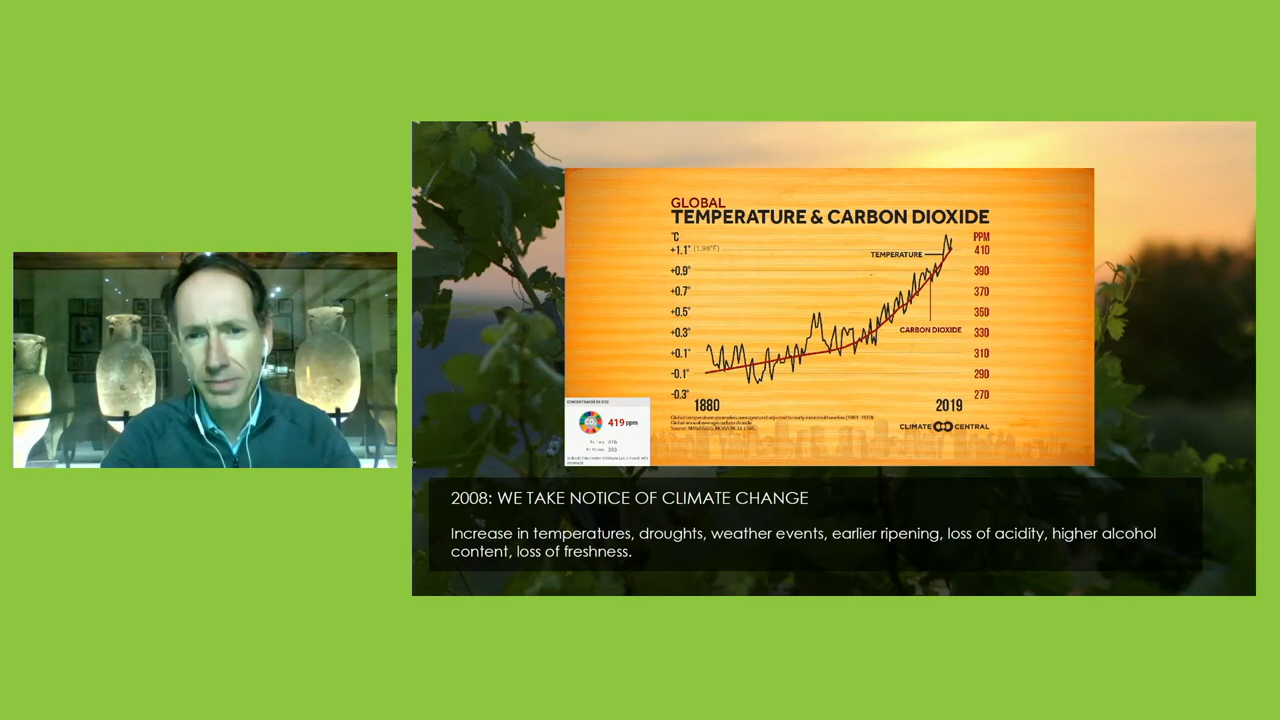 GLOBAL
TEMPERATURE & CARBON DIOXIDE
°C
PPM
+1.1° (1.98°F)
410
TEMPERATURE
+0.9°
390
+0.7°
370
+0.5°
350
CARBON DIOXIDE
+0.3°
330
+0.1°
310
-0.1°
290
-0.3°
270
1880
2019
CLIMATE CENTRAL
CO2
419 ppm
2008: WE TAKE NOTICE OF CLIMATE CHANGE
Increase in temperatures, droughts, weather events, earlier ripening, loss of acidity, higher alcohol
content, loss of freshness.